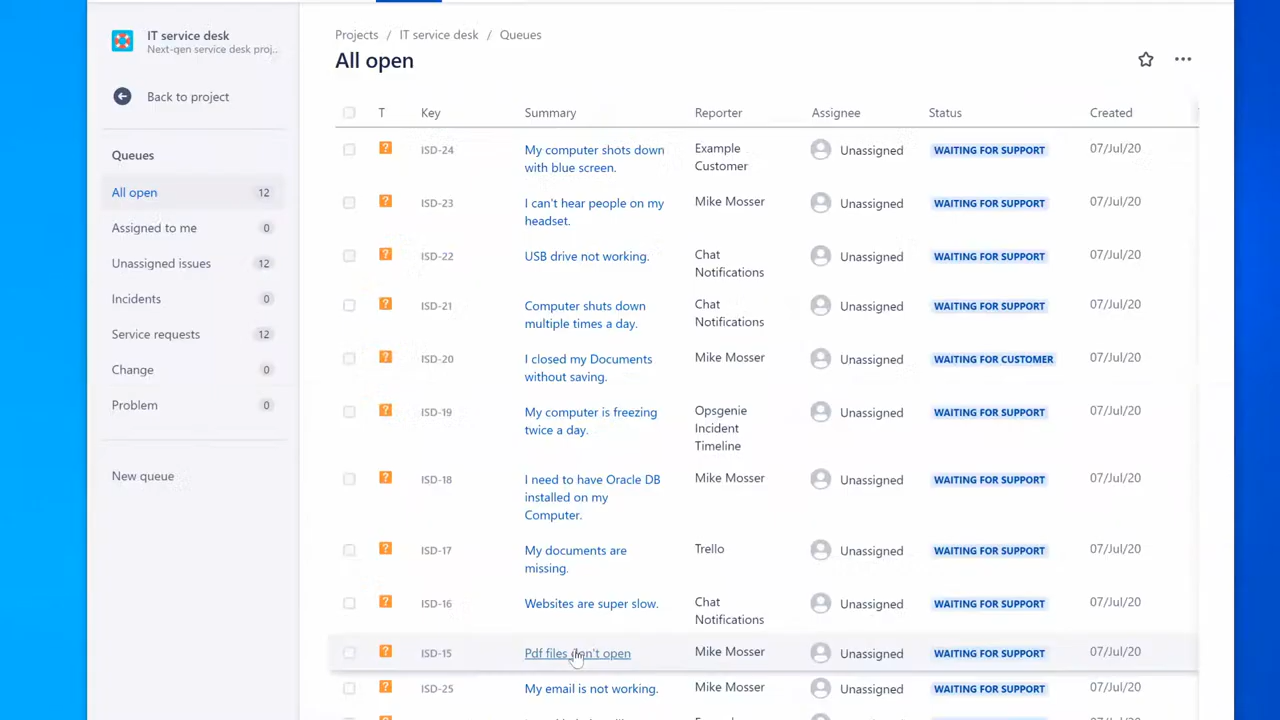 IT service desk
Next-gen service desk proj..
Back to project
Queues
All open 12
Assigned to me 0
Unassigned issues 12
Incidents 0
Service requests 12
Change 0
Problem 0
New queue
Projects / IT service desk / Queues
All open
T Key Summary Reporter Assignee Status Created
? ISD-24 My computer shots down with blue screen. Example Customer Unassigned WAITING FOR SUPPORT 07/Jul/20
? ISD-23 I can't hear people on my headset. Mike Mosser Unassigned WAITING FOR SUPPORT 07/Jul/20
? ISD-22 USB drive not working. Chat Notifications Unassigned WAITING FOR SUPPORT 07/Jul/20
? ISD-21 Computer shuts down multiple times a day. Chat Notifications Unassigned WAITING FOR SUPPORT 07/Jul/20
? ISD-20 I closed my Documents without saving. Mike Mosser Unassigned WAITING FOR CUSTOMER 07/Jul/20
? ISD-19 My computer is freezing twice a day. Opsgenie Incident Timeline Unassigned WAITING FOR SUPPORT 07/Jul/20
? ISD-18 I need to have Oracle DB installed on my Computer. Mike Mosser Unassigned WAITING FOR SUPPORT 07/Jul/20
? ISD-17 My documents are missing. Trello Unassigned WAITING FOR SUPPORT 07/Jul/20
? ISD-16 Websites are super slow. Chat Notifications Unassigned WAITING FOR SUPPORT 07/Jul/20
? ISD-15 Pdf files don't open Mike Mosser Unassigned WAITING FOR SUPPORT 07/Jul/20
? ISD-25 My email is not working. Mike Mosser Unassigned WAITING FOR SUPPORT 07/Jul/20